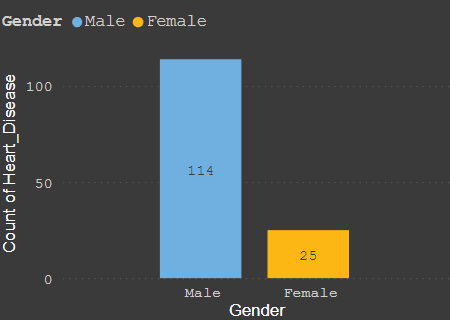 Gender Male Female
Count of Heart_Disease
100
50
0
114
25
Male Female
Gender